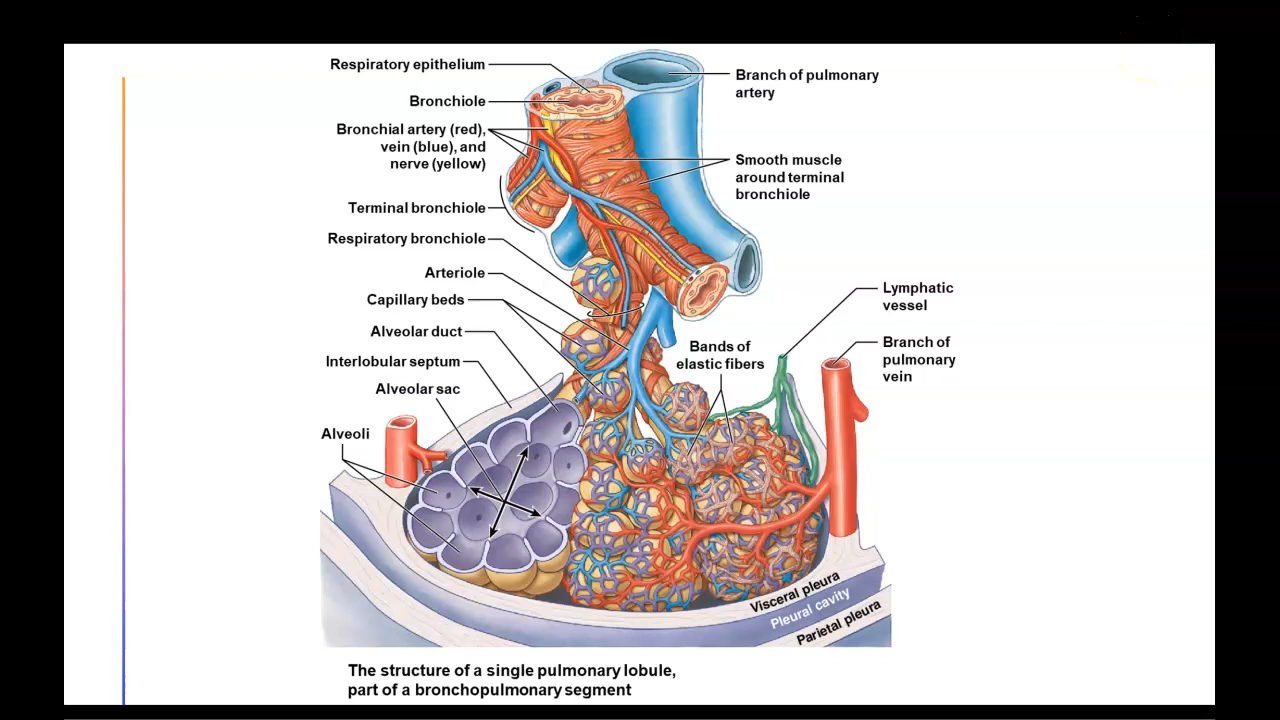 Respiratory epithelium
Bronchiole
Bronchial artery (red),
vein (blue), and
nerve (yellow)
Terminal bronchiole
Respiratory bronchiole
Arteriole
Capillary beds
Alveolar duct
Interlobular septum
Alveolar sac
Alveoli
Branch of pulmonary
artery
Smooth muscle
around terminal
bronchiole
Lymphatic
vessel
Branch of
pulmonary
vein
Bands of
elastic fibers
Visceral pleura
Pleural cavity
Parietal pleura
The structure of a single pulmonary lobule,
part of a bronchopulmonary segment